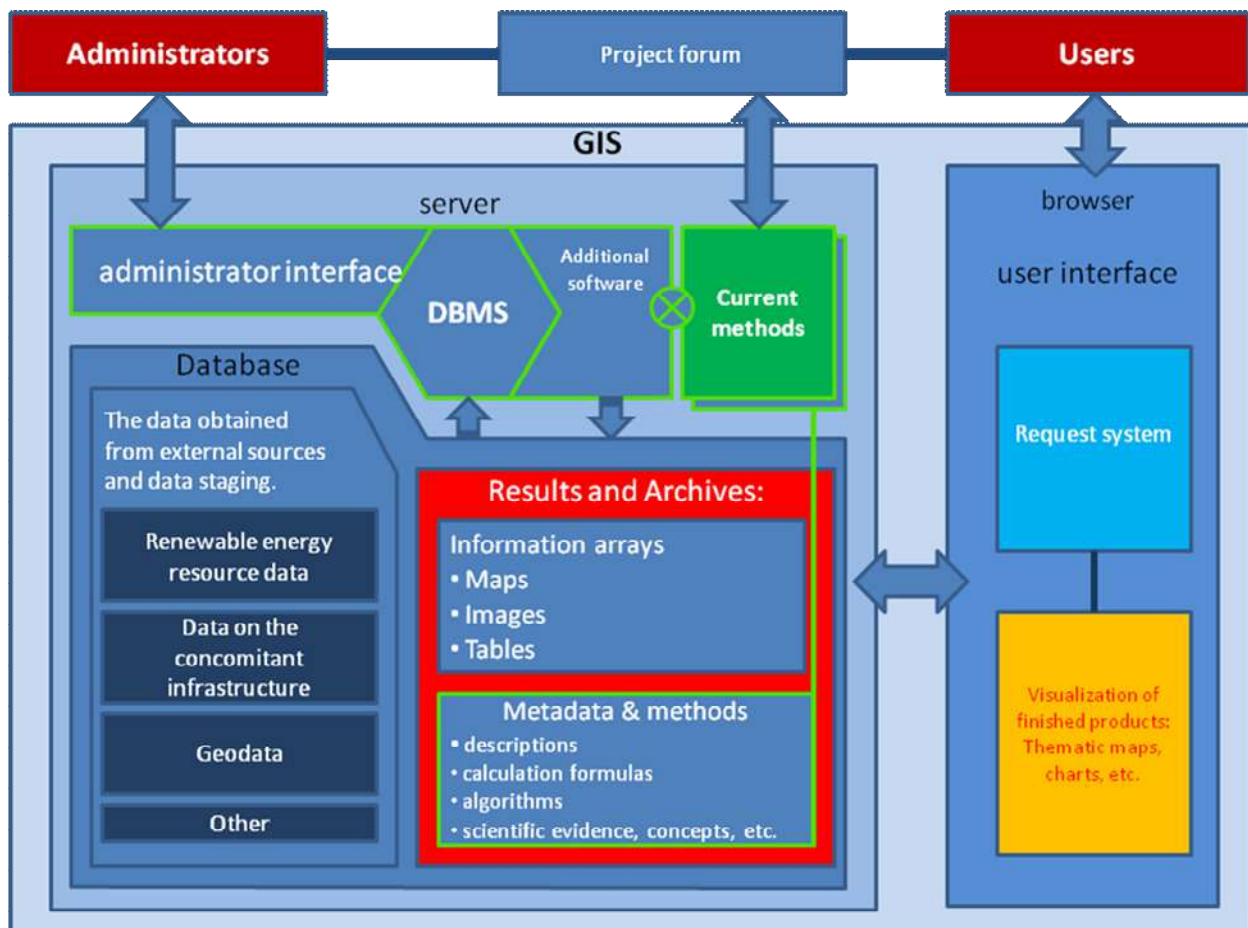 Administrators
Project forum
Users
GIS
server
browser
administrator interface
DBMS
Additional
software
Current
methods
user interface
Database
The data obtained
from external sources
and data staging.
Renewable energy
resource data
Data on the
concomitant
infrastructure
Geodata
Other
Results and Archives:
Information arrays
• Maps
• Images
• Tables
Metadata & methods
• descriptions
• calculation formulas
• algorithms
• scientific evidence, concepts, etc.
Request system
Visualization of
finished products:
Thematic maps,
charts, etc.